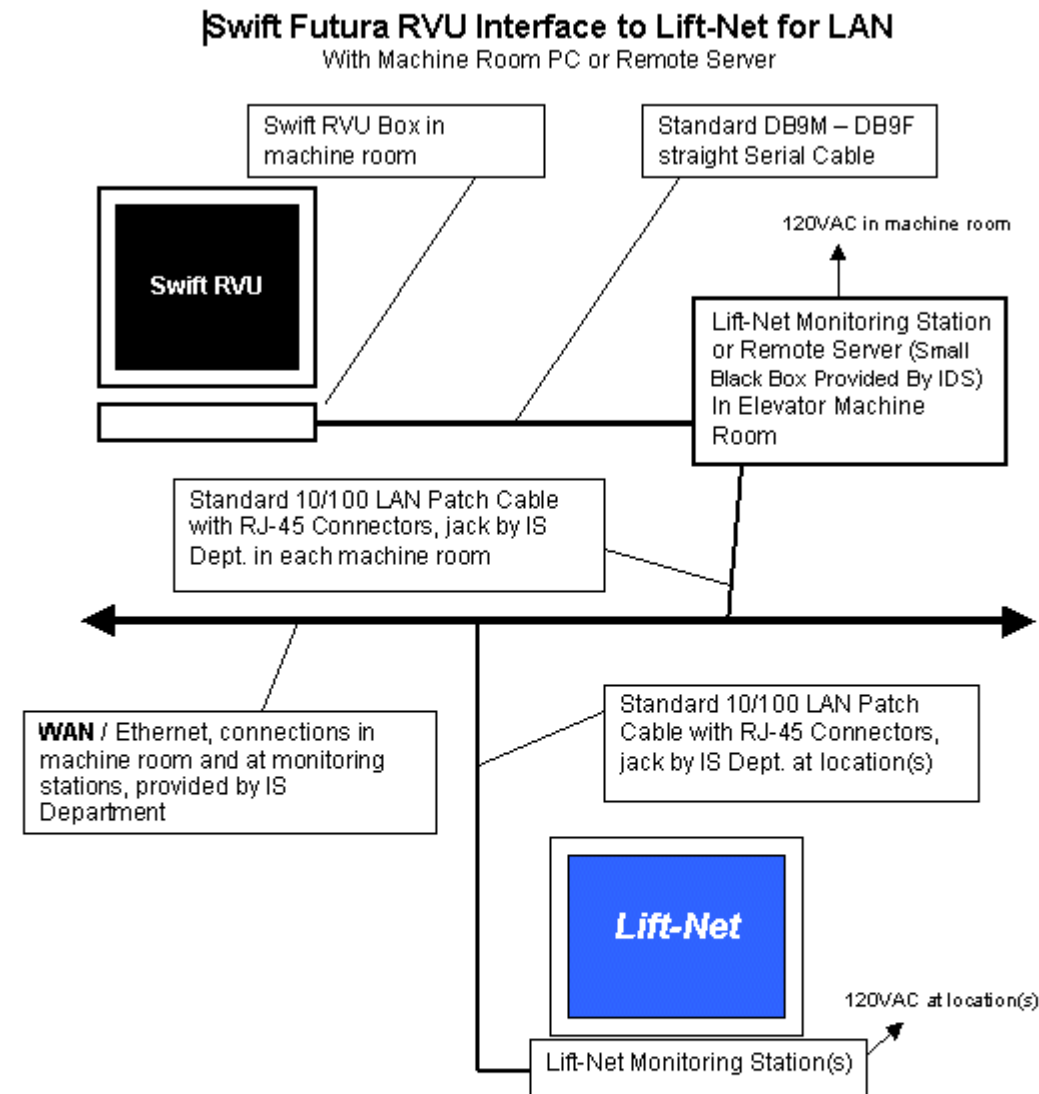 Swift Futura RVU Interface to Lift-Net for LAN
With Machine Room PC or Remote Server
Swift RVU Box in
machine room
Standard DB9M – DB9F
straight Serial Cable
120VAC in machine room
Swift RVU
Lift-Net Monitoring Station
or Remote Server (Small
Black Box Provided By IDS)
In Elevator Machine
Room
Standard 10/100 LAN Patch Cable
with RJ-45 Connectors, jack by IS
Dept. in each machine room
WAN / Ethernet, connections in
machine room and at monitoring
stations, provided by IS
Department
Standard 10/100 LAN Patch
Cable with RJ-45 Connectors,
jack by IS Dept. at location(s)
Lift-Net
120VAC at location(s)
Lift-Net Monitoring Station(s)